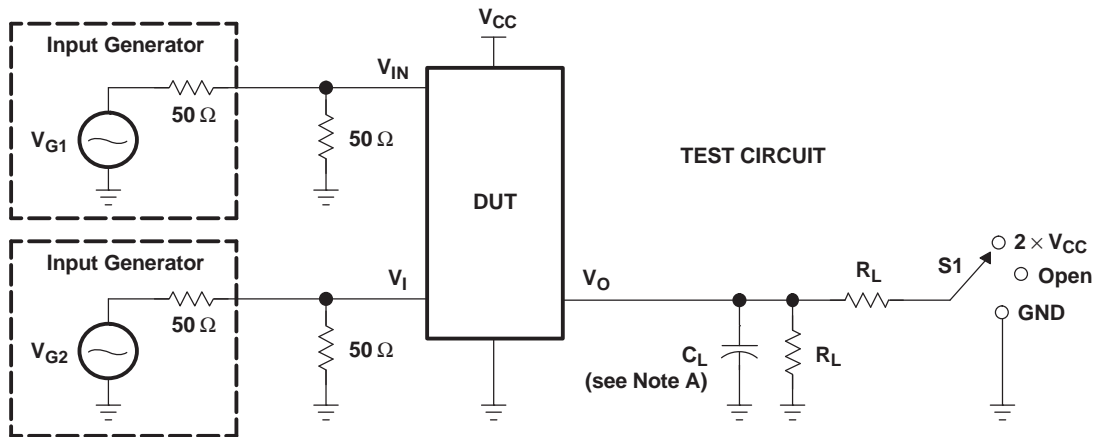 Input Generator
V_G1
50 Ω
50 Ω
V_IN
V_CC
DUT
TEST CIRCUIT
Input Generator
V_G2
50 Ω
50 Ω
V_I
V_O
C_L
(see Note A)
R_L
R_L
S1
2 × V_CC
Open
GND